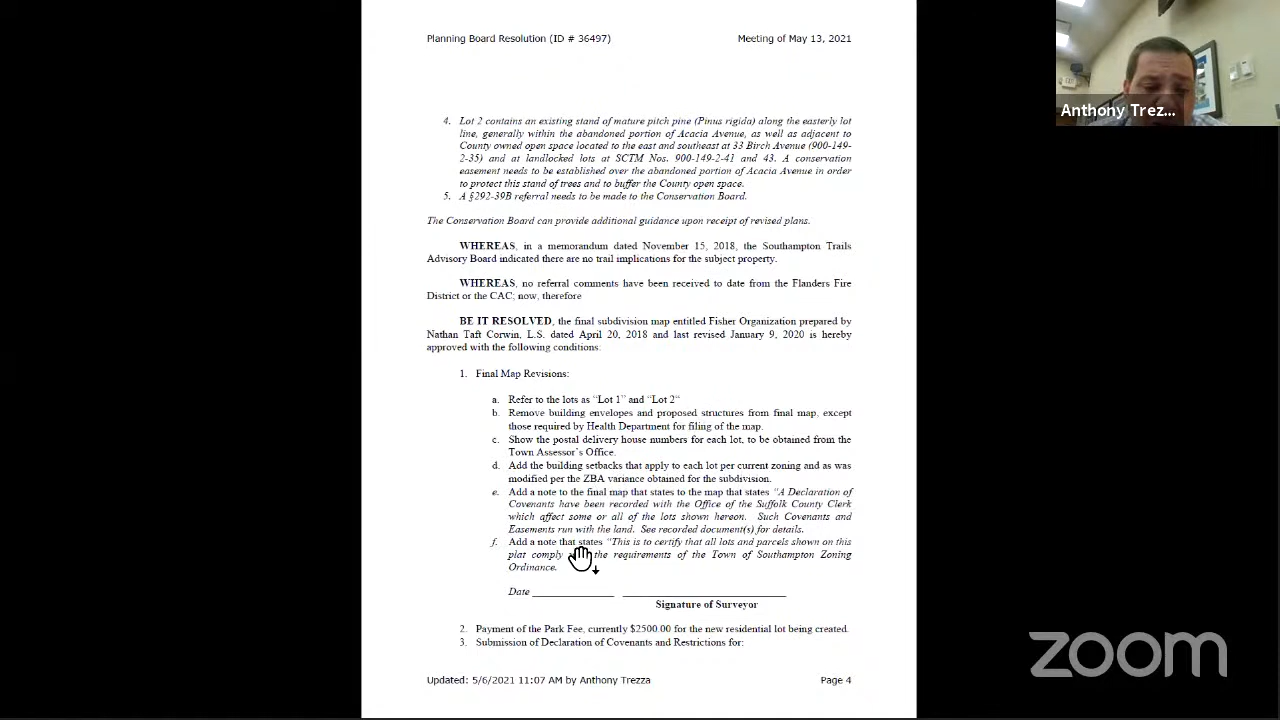 Planning Board Resolution (ID # 36497)
Meeting of May 13, 2021
Anthony Trez...
4. Lot 2 contains an existing stand of mature pitch pine (Pinus rigida) along the easterly lot
line, generally within the abandoned portion of Acacia Avenue, as well as adjacent to
County owned open space located to the east and southeast at 33 Birch Avenue (900-149-
2-35) and at landlocked lots at SCTM Nos. 900-149-2-41 and 43. A conservation
easement needs to be established over the abandoned portion of Acacia Avenue in order
to protect this stand of trees and to buffer the County open space.
5. A §292-39B referral needs to be made to the Conservation Board.
The Conservation Board can provide additional guidance upon receipt of revised plans.
WHEREAS, in a memorandum dated November 15, 2018, the Southampton Trails
Advisory Board indicated there are no trail implications for the subject property.
WHEREAS, no referral comments have been received to date from the Flanders Fire
District or the CAC; now, therefore
BE IT RESOLVED, the final subdivision map entitled Fisher Organization prepared by
Nathan Taft Corwin, L.S. dated April 20, 2018 and last revised January 9, 2020 is hereby
approved with the following conditions:
1. Final Map Revisions:
a. Refer to the lots as "Lot 1" and "Lot 2"
b. Remove building envelopes and proposed structures from final map, except
those required by Health Department for filing of the map.
c. Show the postal delivery house numbers for each lot, to be obtained from the
Town Assessor's Office.
d. Add the building setbacks that apply to each lot per current zoning and as was
modified per the ZBA variance obtained for the subdivision.
e. Add a note to the final map that states to the map that states "A Declaration of
Covenants have been recorded with the Office of the Suffolk County Clerk
which affect some or all of the lots shown hereon. Such Covenants and
Easements run with the land. See recorded document(s) for details.
f. Add a note that states "This is to certify that all lots and parcels shown on this
plat comply the requirements of the Town of Southampton Zoning
Ordinance.
Date
Signature of Surveyor
2. Payment of the Park Fee, currently $2500.00 for the new residential lot being created.
3. Submission of Declaration of Covenants and Restrictions for:
Updated: 5/6/2021 11:07 AM by Anthony Trezza
Page 4
zoom